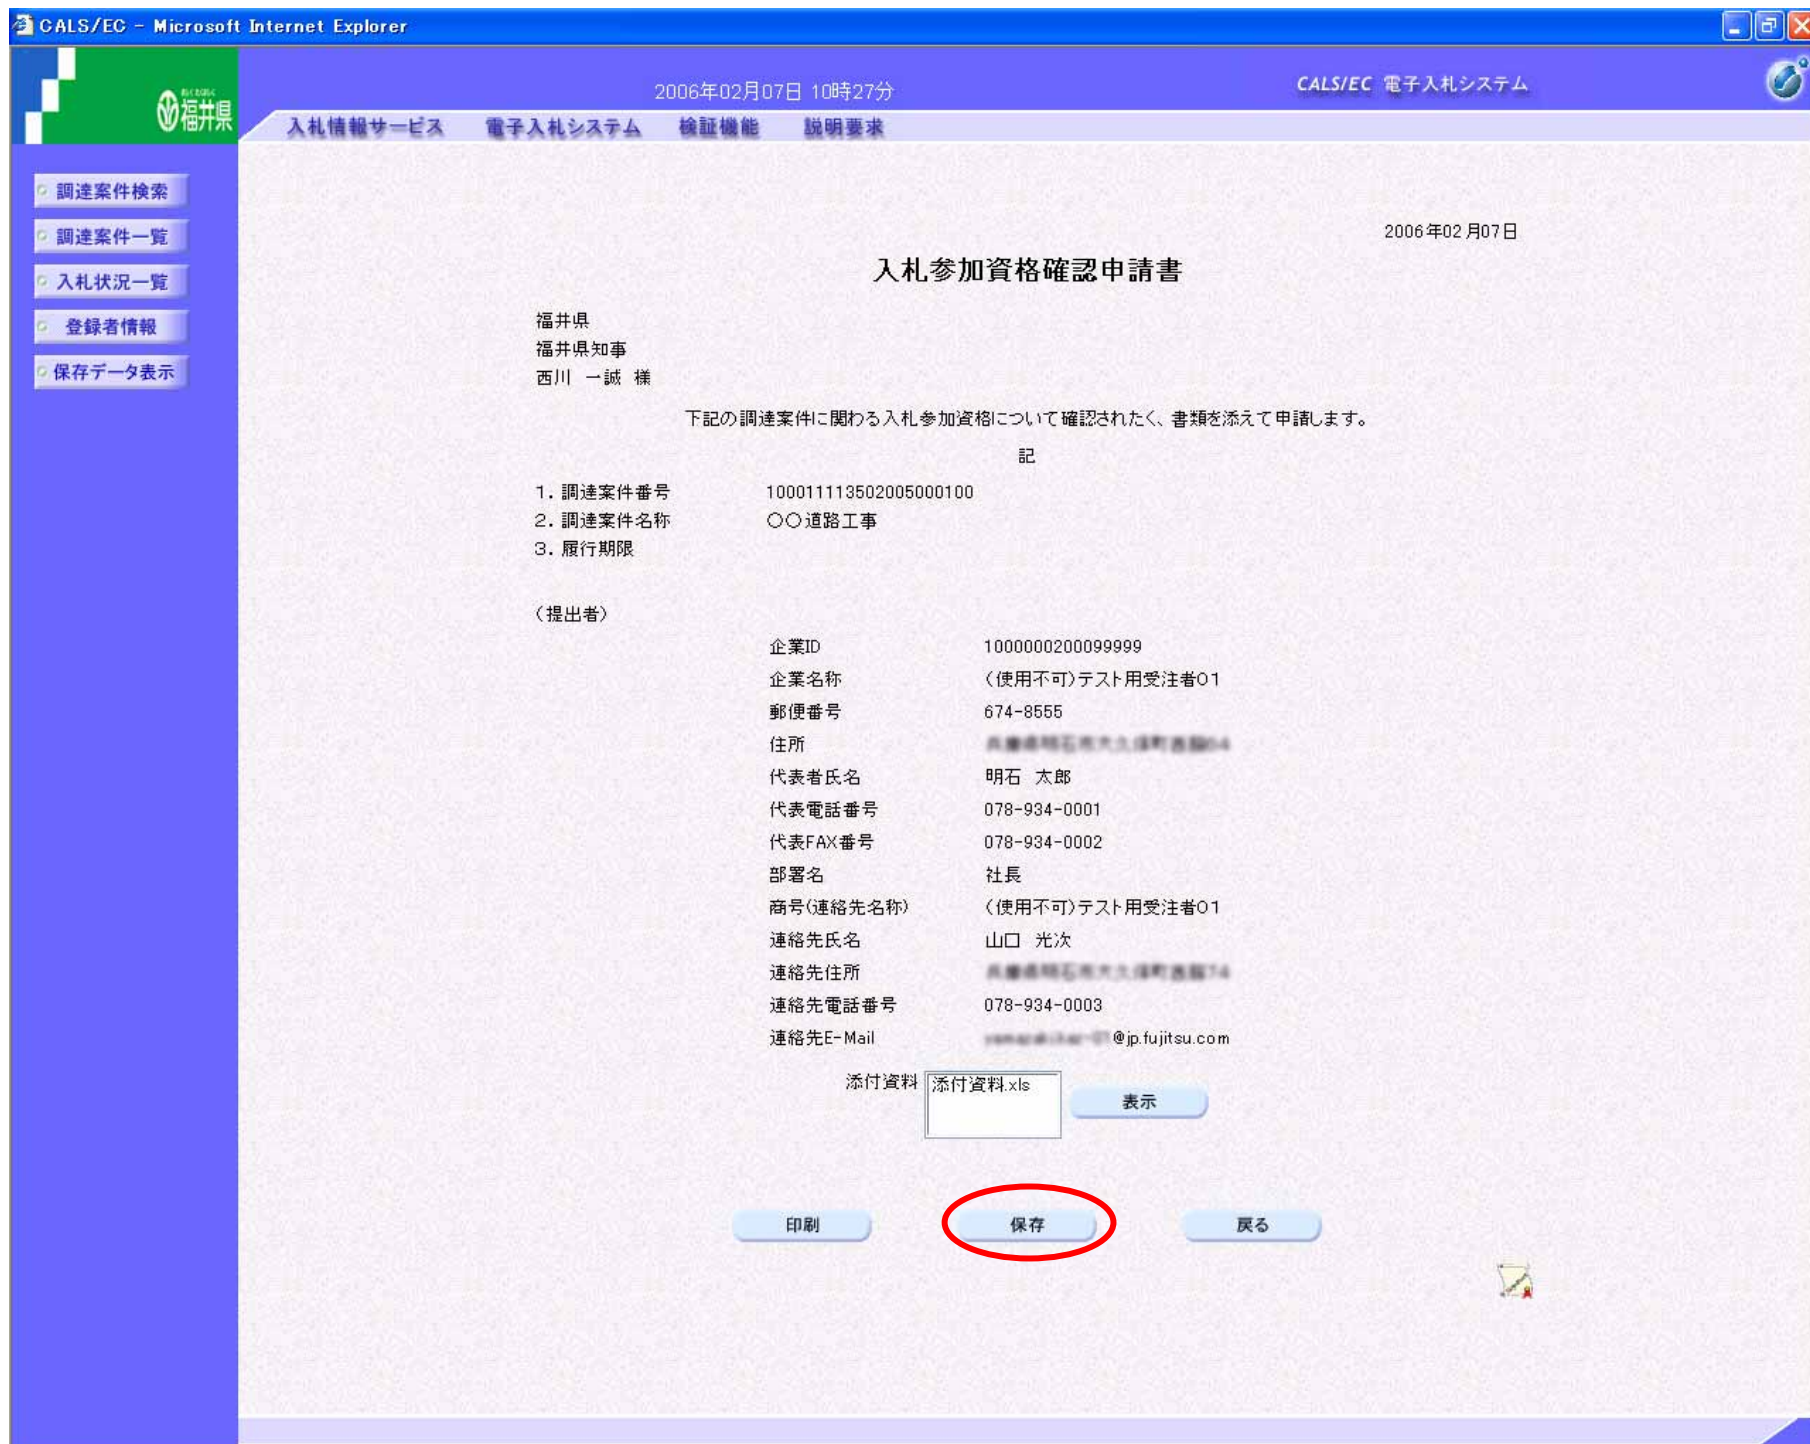 CALS/EC - Microsoft Internet Explorer
福井県
2006年02月07日 10時27分
CALS/EC 電子入札システム
入札情報サービス 電子入札システム 検証機能 説明要求
調達案件検索
調達案件一覧
入札状況一覧
登録者情報
保存データ表示
2006年02月07日
入札参加資格確認申請書
福井県
福井県知事
西川 一誠 様
下記の調達案件に関わる入札参加資格について確認されたく、書類を添えて申請します。
記
1. 調達案件番号 100011113502005000100
2. 調達案件名称 〇〇道路工事
3. 履行期限
（提出者）
企業ID 1000000200099999
企業名称 （使用不可）テスト用受注者01
郵便番号 674-8555
住所
代表者氏名 明石 太郎
代表電話番号 078-934-0001
代表FAX番号 078-934-0002
部署名 社長
商号(連絡先名称) （使用不可）テスト用受注者01
連絡先氏名 山口 光次
連絡先住所
連絡先電話番号 078-934-0003
連絡先E-Mail @jp.fujitsu.com
添付資料 添付資料.xls 表示
印刷 保存 戻る